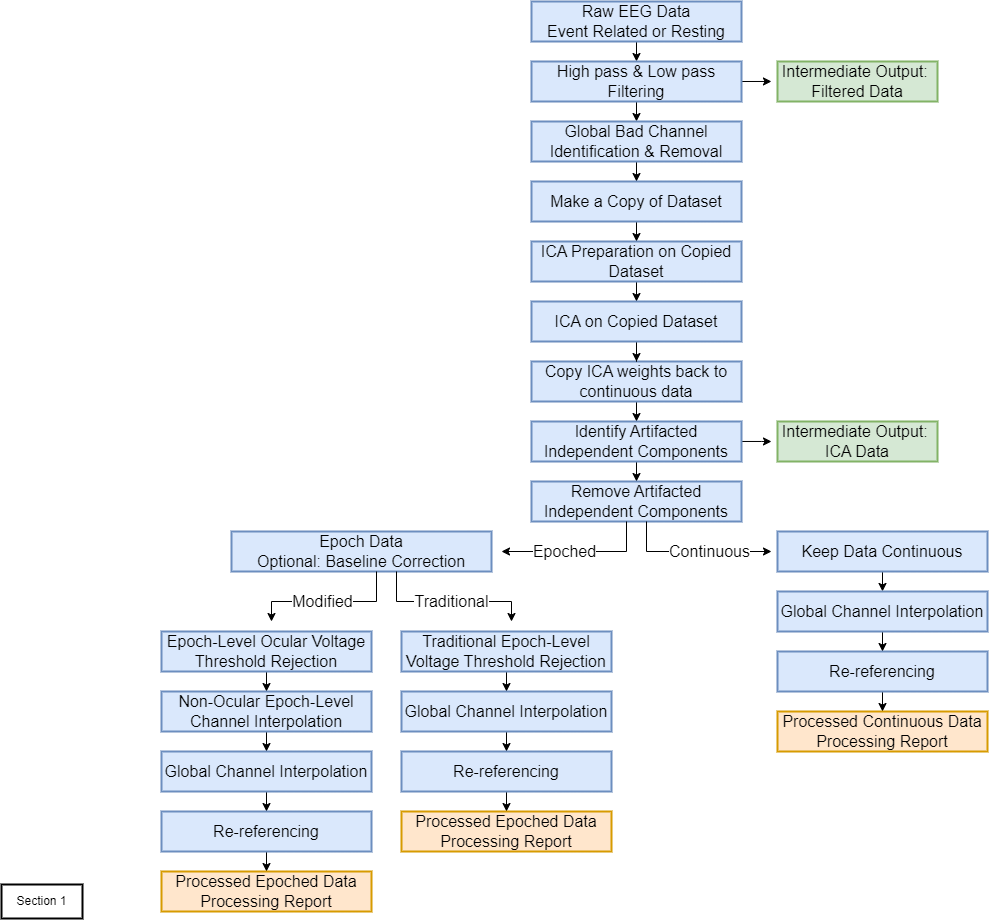 Raw EEG Data
Event Related or Resting
High pass & Low pass
Filtering
Intermediate Output:
Filtered Data
Global Bad Channel
Identification & Removal
Make a Copy of Dataset
ICA Preparation on Copied
Dataset
ICA on Copied Dataset
Copy ICA weights back to
continuous data
Identify Artifacted
Independent Components
Intermediate Output:
ICA Data
Remove Artifacted
Independent Components
Epoched
Continuous
Epoch Data
Optional: Baseline Correction
Modified
Traditional
Epoch-Level Ocular Voltage
Threshold Rejection
Non-Ocular Epoch-Level
Channel Interpolation
Global Channel Interpolation
Re-referencing
Processed Epoched Data
Processing Report
Traditional Epoch-Level
Voltage Threshold Rejection
Global Channel Interpolation
Re-referencing
Processed Epoched Data
Processing Report
Keep Data Continuous
Global Channel Interpolation
Re-referencing
Processed Continuous Data
Processing Report
Section 1